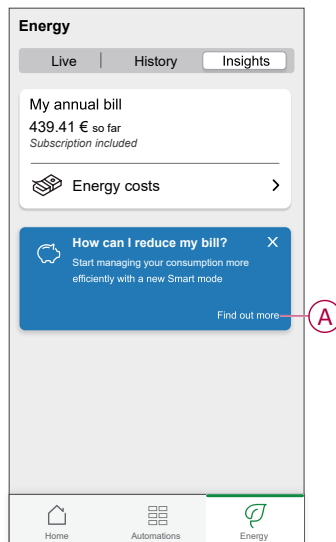 Energy
Live History Insights
My annual bill
439.41 € so far
Subscription included
Energy costs
How can I reduce my bill?
Start managing your consumption more
efficiently with a new Smart mode
Find out more
A
Home Automations Energy